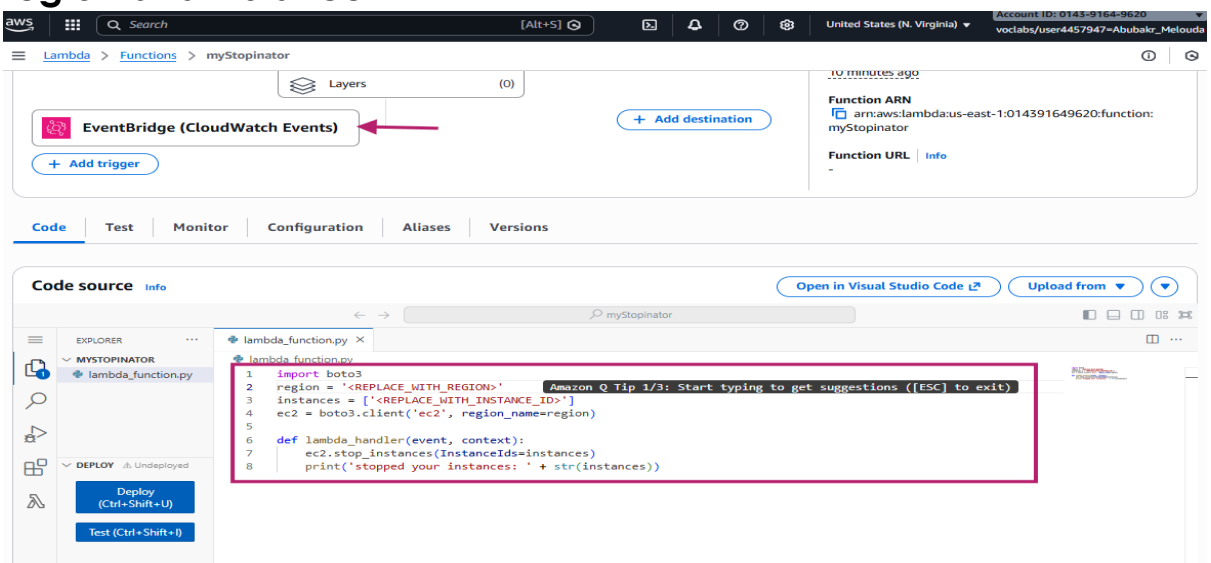 aws
Search
[Alt+S]
United States (N. Virginia)
Account ID: 0143-9164-9620
voclabs/user4457947=Abubakr_Melouda
Lambda > Functions > myStopinator
Layers (0)
10 minutes ago
EventBridge (CloudWatch Events)
+ Add destination
+ Add trigger
Function ARN
arn:aws:lambda:us-east-1:014391649620:function:
myStopinator
Function URL Info
-
Code Test Monitor Configuration Aliases Versions
Code source Info
Open in Visual Studio Code
Upload from
myStopinator
EXPLORER
MYSTOPINATOR
lambda_function.py
DEPLOY Undeployed
Deploy
(Ctrl+Shift+U)
Test (Ctrl+Shift+I)
lambda_function.py ×
lambda_function.py
1 import boto3
2 region = '<REPLACE_WITH_REGION>' Amazon Q Tip 1/3: Start typing to get suggestions ([ESC] to exit)
3 instances = ['<REPLACE_WITH_INSTANCE_ID>']
4 ec2 = boto3.client('ec2', region_name=region)
5
6 def lambda_handler(event, context):
7 ec2.stop_instances(InstanceIds=instances)
8 print('stopped your instances: ' + str(instances))